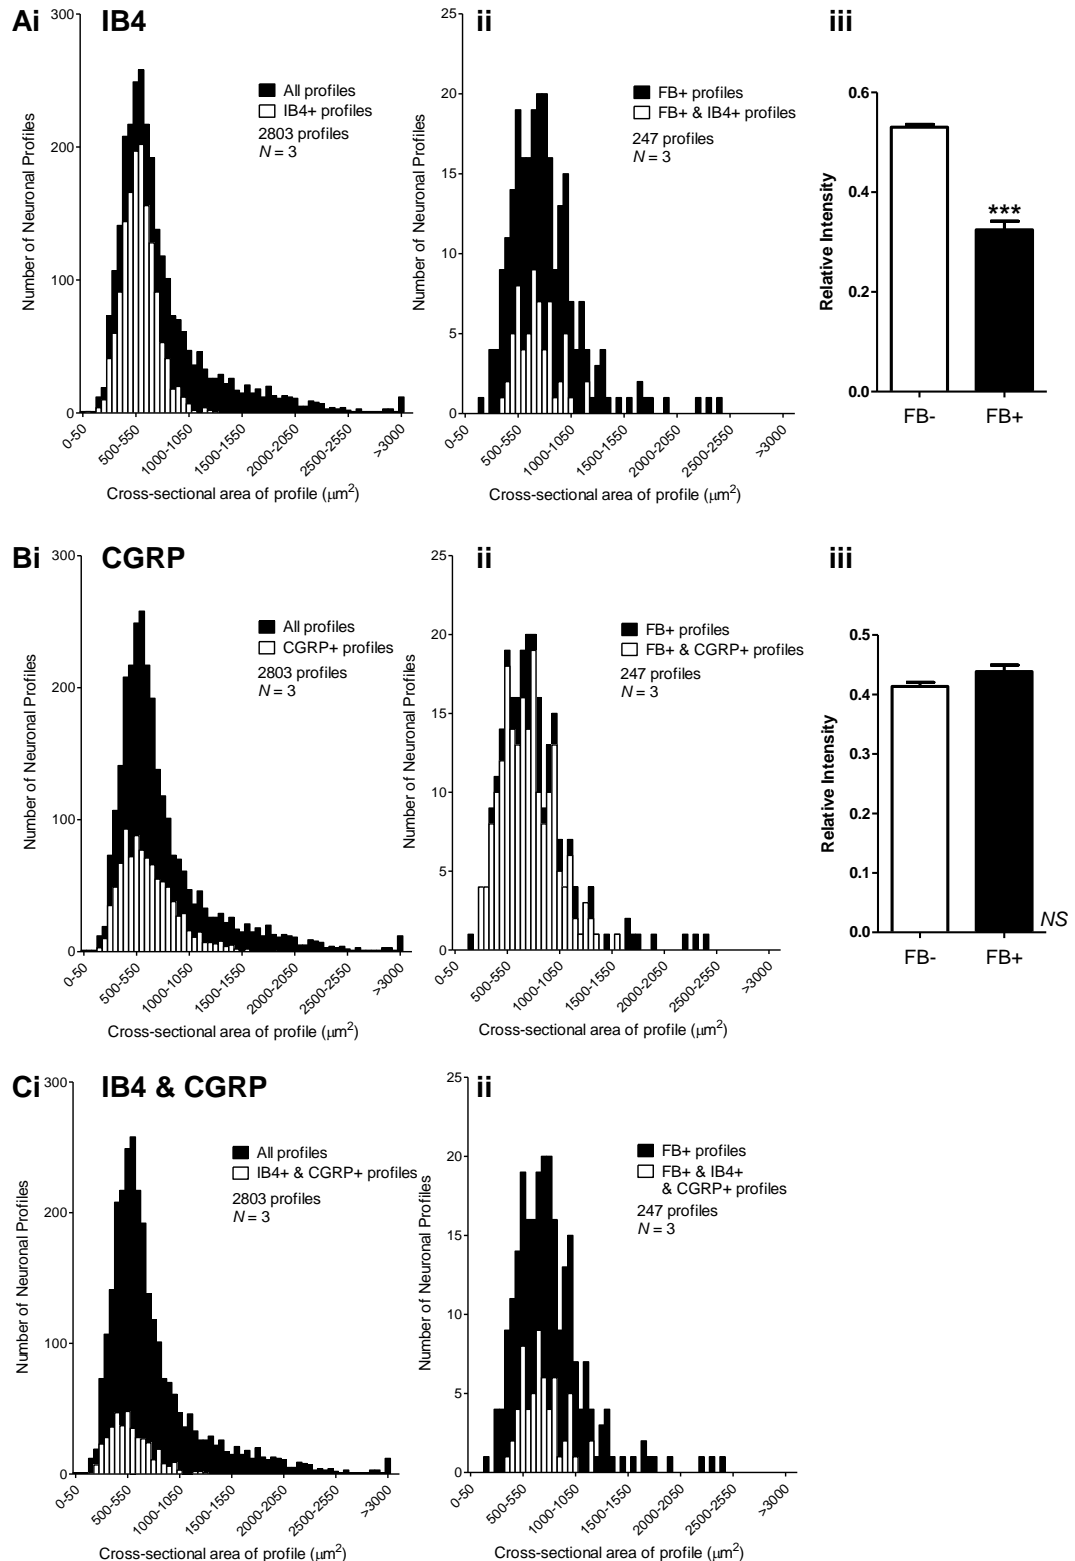 Ai IB4
300
200
100
0
Number of Neuronal Profiles
All profiles
IB4+ profiles
2803 profiles
N = 3
0-50
500-550
1000-1050
1500-1550
2000-2050
2500-2550
>3000
Cross-sectional area of profile (μm²)
ii
25
20
15
10
5
0
Number of Neuronal Profiles
FB+ profiles
FB+ & IB4+ profiles
247 profiles
N = 3
0-50
500-550
1000-1050
1500-1550
2000-2050
2500-2550
>3000
Cross-sectional area of profile (μm²)
iii
0.6
0.4
0.2
0.0
Relative Intensity
***
FB-
FB+
Bi CGRP
300
200
100
0
Number of Neuronal Profiles
All profiles
CGRP+ profiles
2803 profiles
N = 3
0-50
500-550
1000-1050
1500-1550
2000-2050
2500-2550
>3000
Cross-sectional area of profile (μm²)
ii
25
20
15
10
5
0
Number of Neuronal Profiles
FB+ profiles
FB+ & CGRP+ profiles
247 profiles
N = 3
0-50
500-550
1000-1050
1500-1550
2000-2050
2500-2550
>3000
Cross-sectional area of profile (μm²)
iii
0.5
0.4
0.3
0.2
0.1
0.0
Relative Intensity
NS
FB-
FB+
Ci IB4 & CGRP
300
200
100
0
Number of Neuronal Profiles
All profiles
IB4+ & CGRP+ profiles
2803 profiles
N = 3
0-50
500-550
1000-1050
1500-1550
2000-2050
2500-2550
>3000
Cross-sectional area of profile (μm²)
ii
25
20
15
10
5
0
Number of Neuronal Profiles
FB+ profiles
FB+ & IB4+
& CGRP+ profiles
247 profiles
N = 3
0-50
500-550
1000-1050
1500-1550
2000-2050
2500-2550
>3000
Cross-sectional area of profile (μm²)